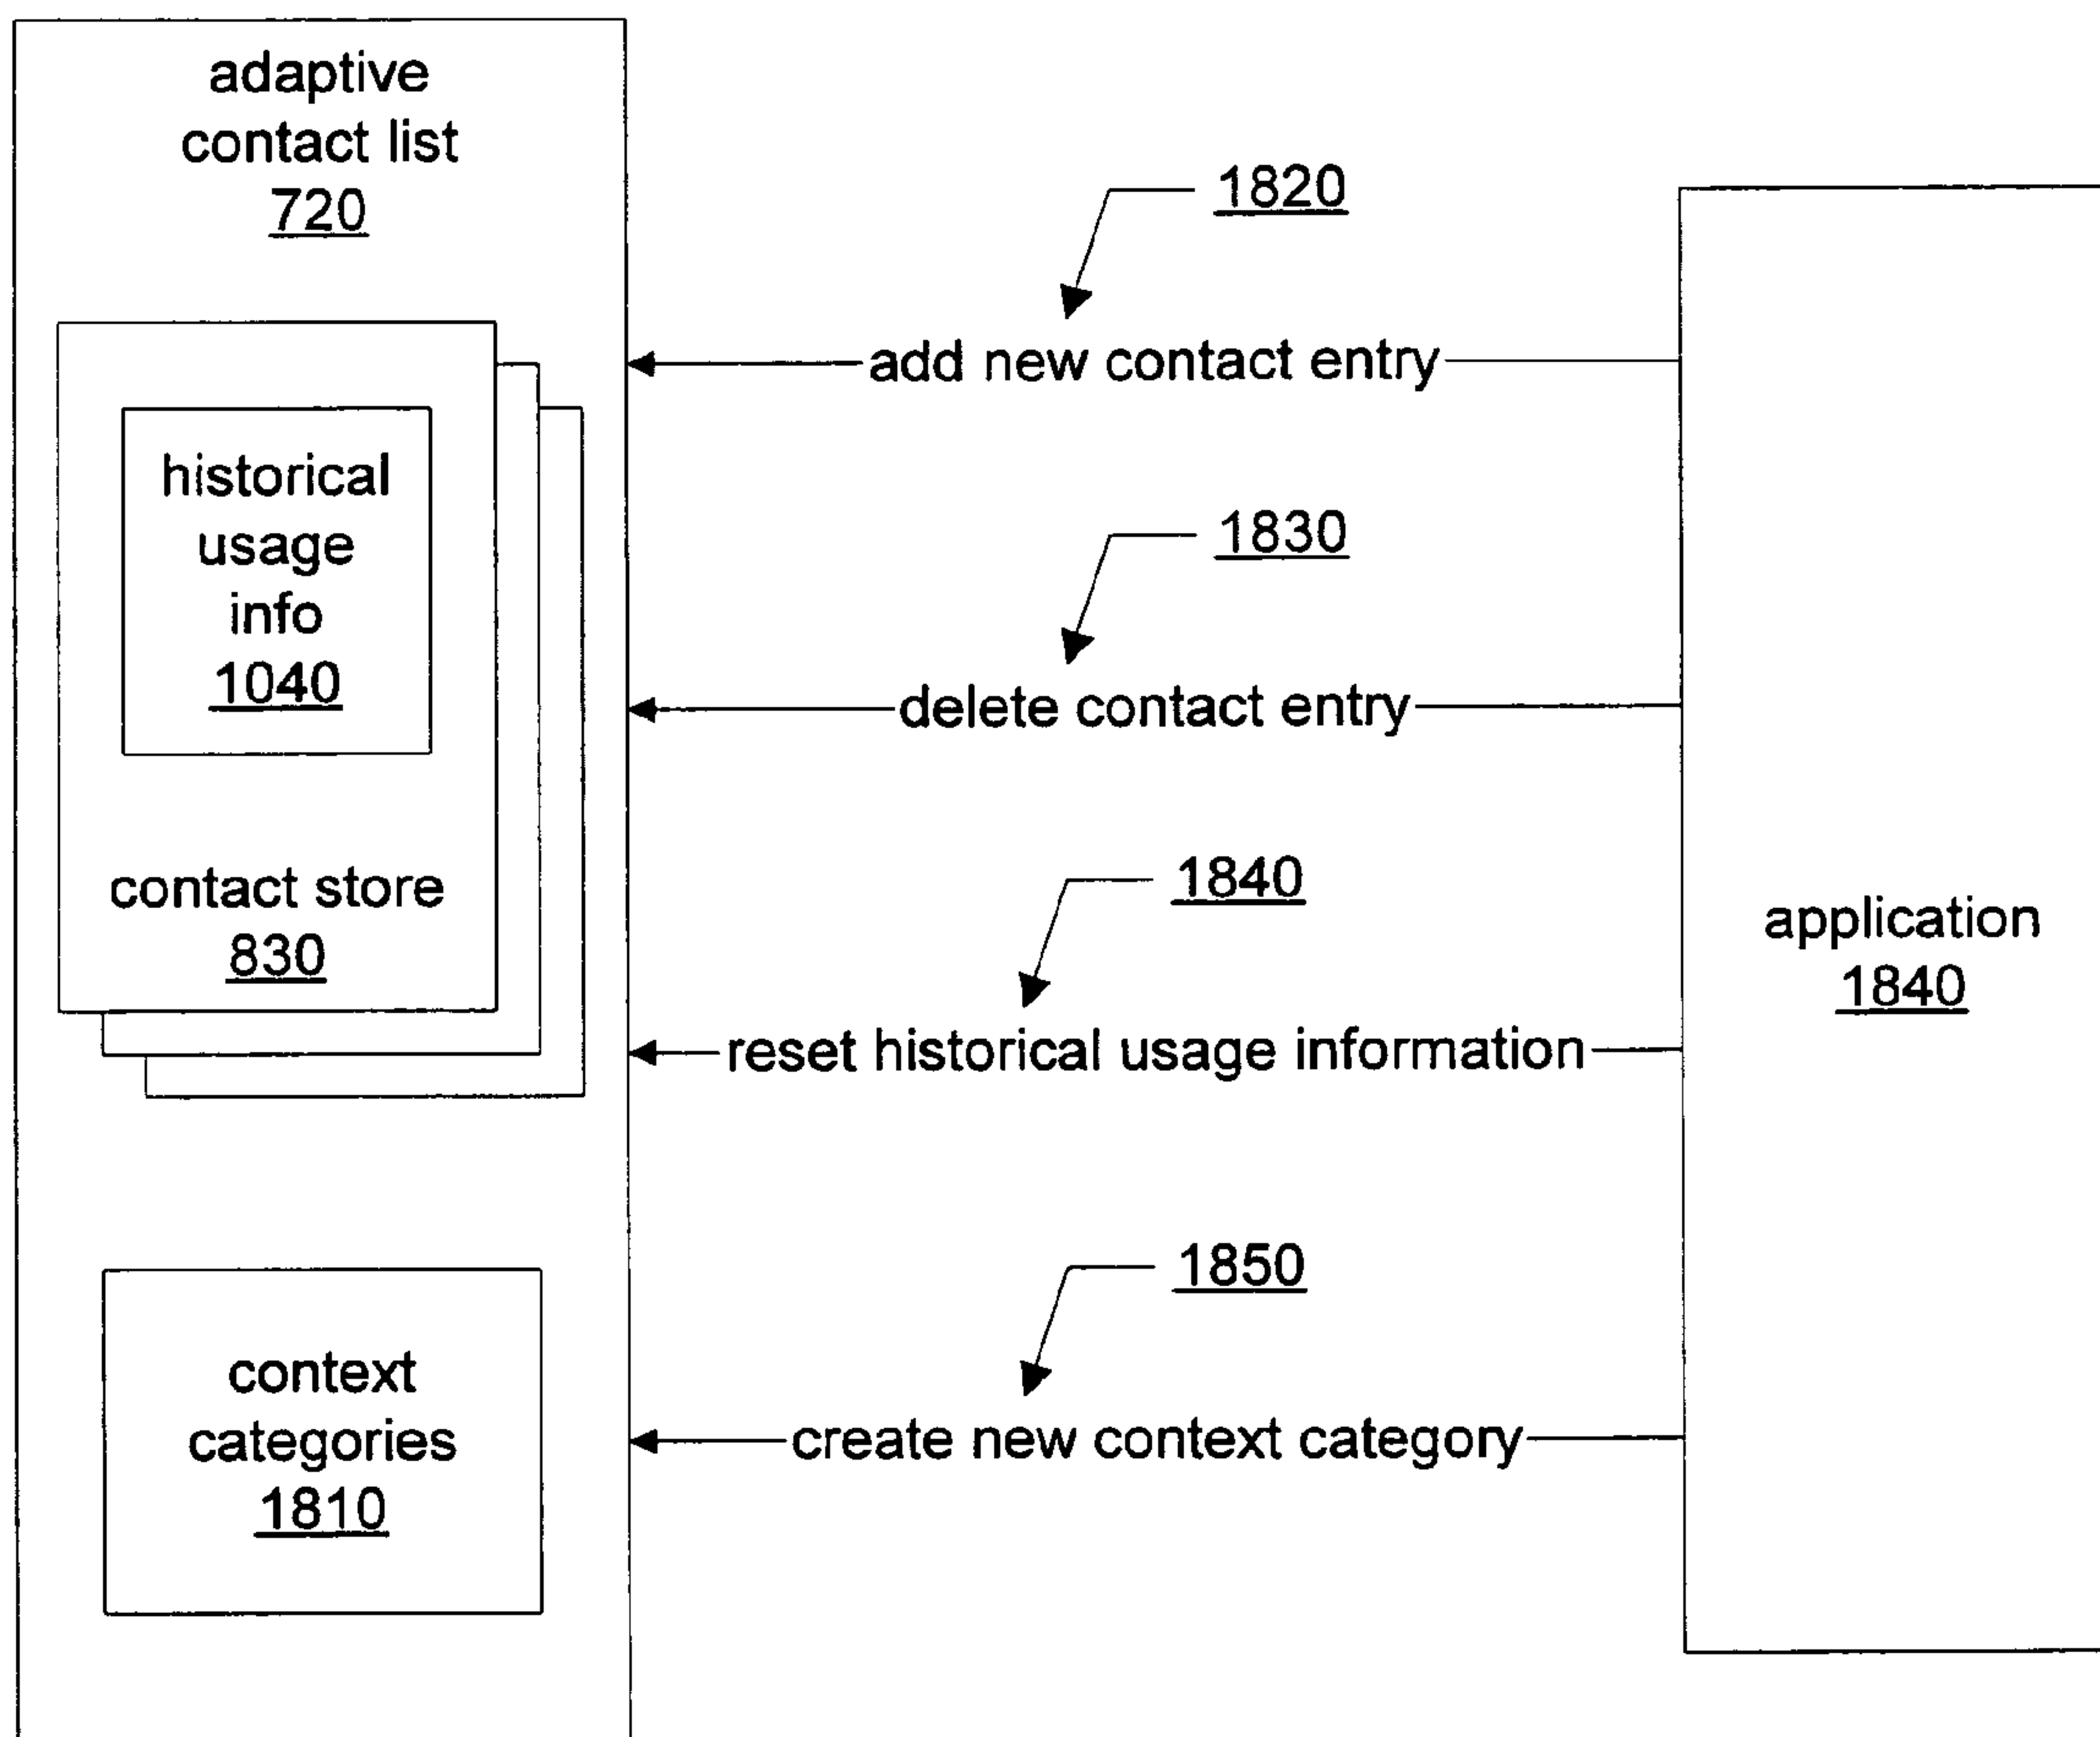 adaptive
contact list
720
historical
usage
info
1040
contact store
830
context
categories
1810
1820
add new contact entry
1830
delete contact entry
1840
reset historical usage information
1850
create new context category
application
1840